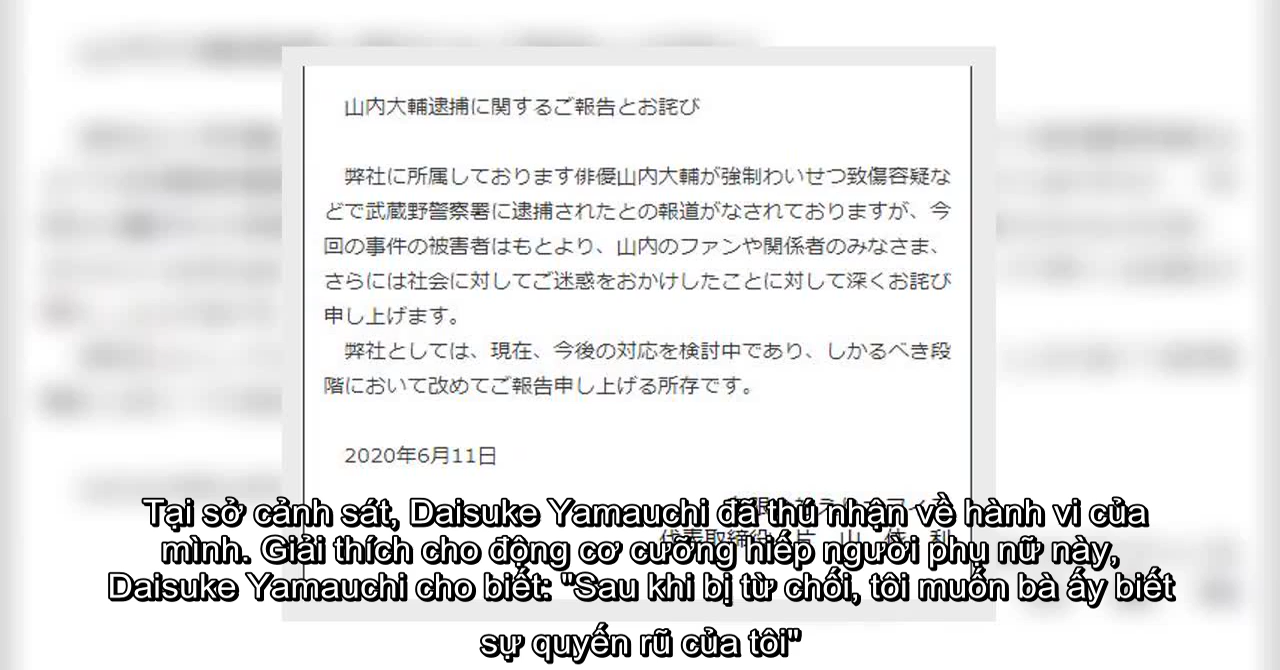 山内大輔逮捕に関するご報告とお詫び
弊社に所属しております俳優山内大輔が強制わいせつ致傷容疑な
どで武蔵野警察署に逮捕されたとの報道がなされておりますが、今
回の事件の被害者はもとより、山内のファンや関係者のみなさま、
さらには社会に対してご迷惑をおかけしたことに対して深くお詫び
申し上げます。
弊社としては、現在、今後の対応を検討中であり、しかるべき段
階において改めてご報告申し上げる所存です。
2020年6月11日
代表取締役 片 山 依 利
Tại sở cảnh sát, Daisuke Yamauchi đã thú nhận về hành vi của
mình. Giải thích cho động cơ cưỡng hiếp người phụ nữ này,
Daisuke Yamauchi cho biết: "Sau khi bị từ chối, tôi muốn bà ấy biết
sự quyến rũ của tôi"